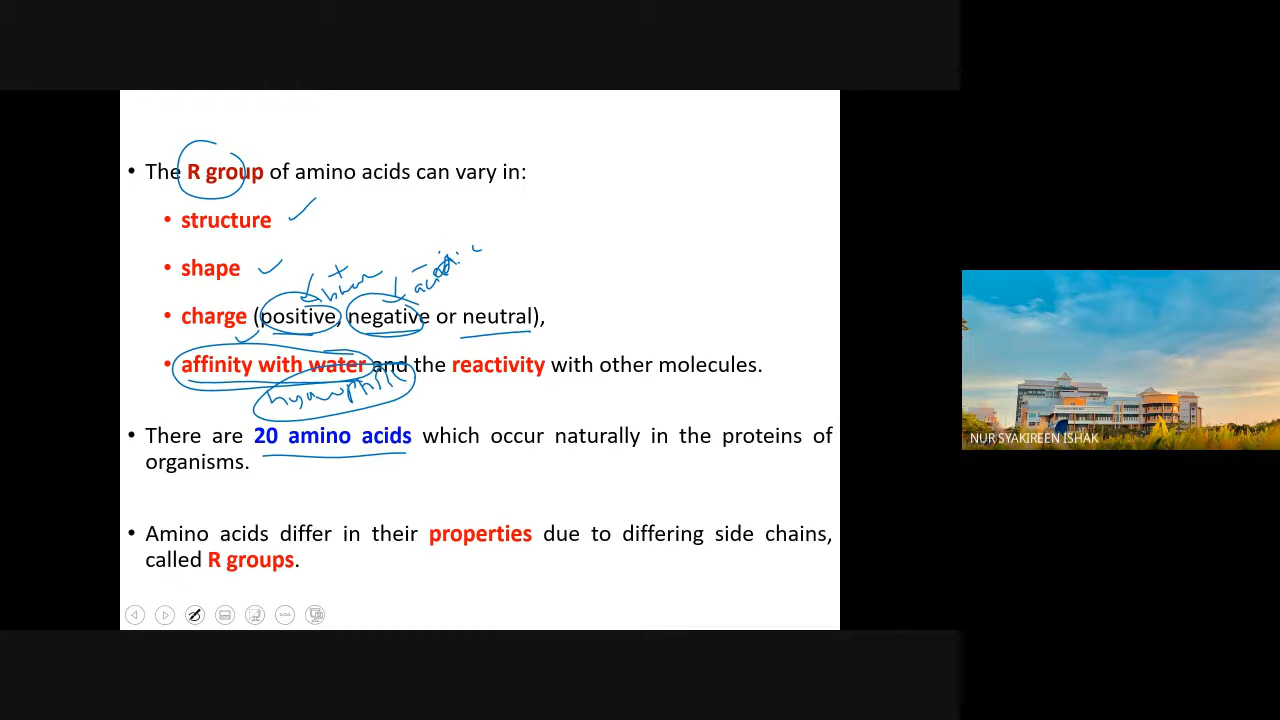 • The R group of amino acids can vary in:
• structure
• shape
+
-
acidic
• charge (positive, negative or neutral),
• affinity with water and the reactivity with other molecules.
hydrophilic
• There are 20 amino acids which occur naturally in the proteins of
organisms.
• Amino acids differ in their properties due to differing side chains,
called R groups.
NUR SYAKIREEN ISHAK